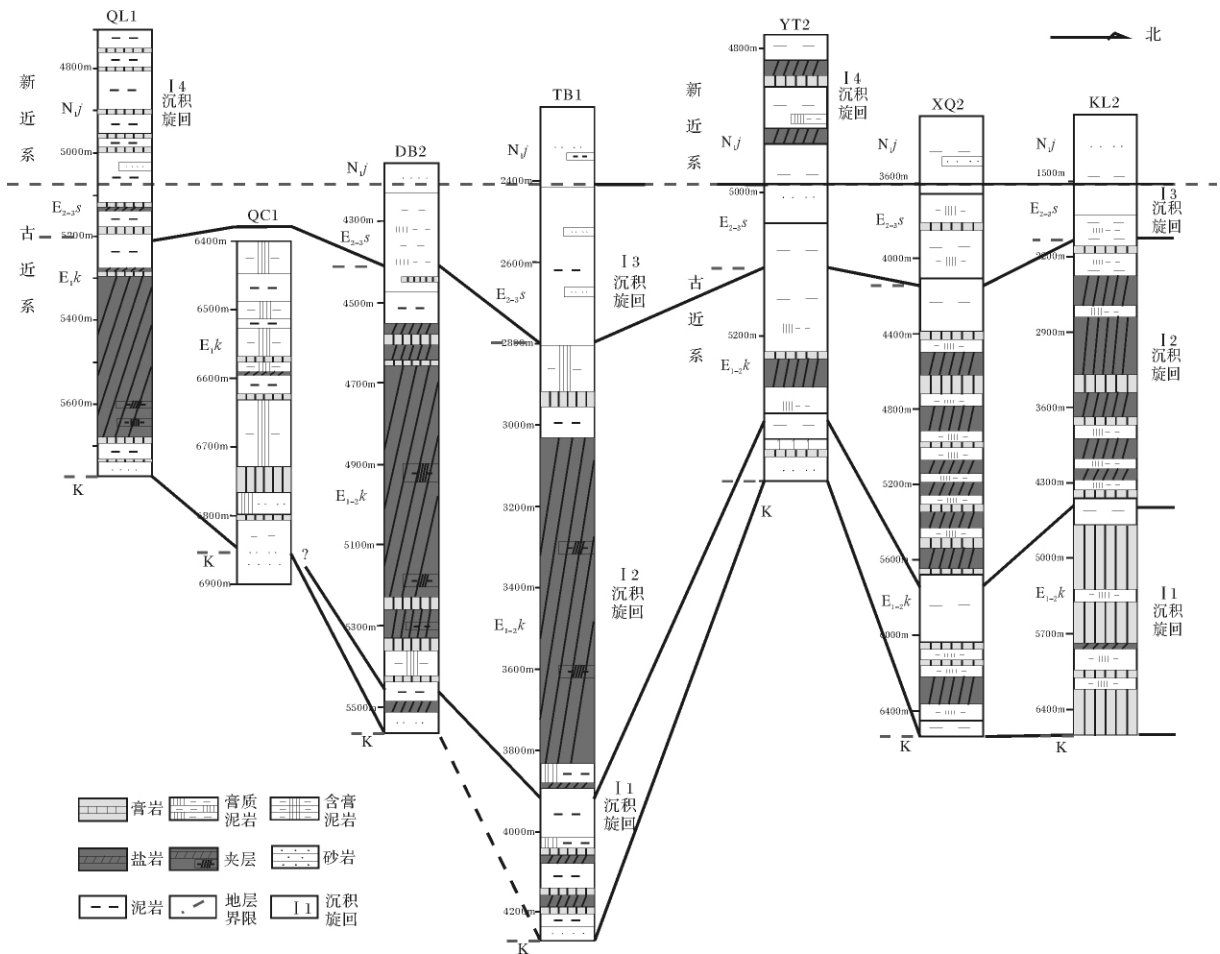 QL1
4800m
新
近
系
N₁j
I4
沉积
旋回
5000m
E₂₋₃s
5200m
古
近
系
E₁k
5400m
5600m
K
QC1
6400m
6500m
E₁k
6600m
6700m
6800m
K
6900m
?
DB2
N₁j
4300m
E₂₋₃s
4500m
4700m
4900m
E₁₋₂k
5100m
5300m
5500m
K
TB1
N₁j
2400m
2600m
E₂₋₃s
I3
沉积
旋回
2800m
3000m
3200m
3400m
I2
沉积
旋回
E₁₋₂k
3600m
3800m
I1
沉积
旋回
4000m
4200m
K
YT2
4800m
新
近
系
I4
沉积
旋回
N₁j
5000m
E₂₋₃s
古
近
系
5200m
E₁₋₂k
K
北
XQ2
N₁j
3600m
E₂₋₃s
4000m
4400m
4800m
5200m
5600m
E₁₋₂k
6000m
6400m
K
KL2
N₁j
1500m
I3
沉积
旋回
E₂₋₃s
2200m
2900m
I2
沉积
旋回
3600m
4300m
5000m
E₁₋₂k
I1
沉积
旋回
5700m
6400m
K
膏岩
膏质
泥岩
含膏
泥岩
盐岩
夹层
砂岩
泥岩
地层
界限
I1
沉积
旋回